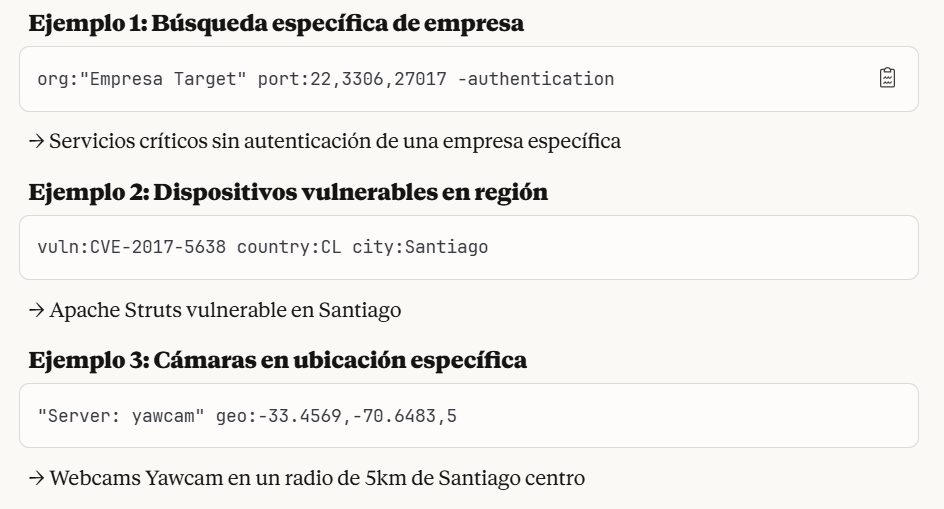 Ejemplo 1: Búsqueda específica de empresa
org:"Empresa Target" port:22,3306,27017 -authentication
→ Servicios críticos sin autenticación de una empresa específica
Ejemplo 2: Dispositivos vulnerables en región
vuln:CVE-2017-5638 country:CL city:Santiago
→ Apache Struts vulnerable en Santiago
Ejemplo 3: Cámaras en ubicación específica
"Server: yawcam" geo:-33.4569,-70.6483,5
→ Webcams Yawcam en un radio de 5km de Santiago centro